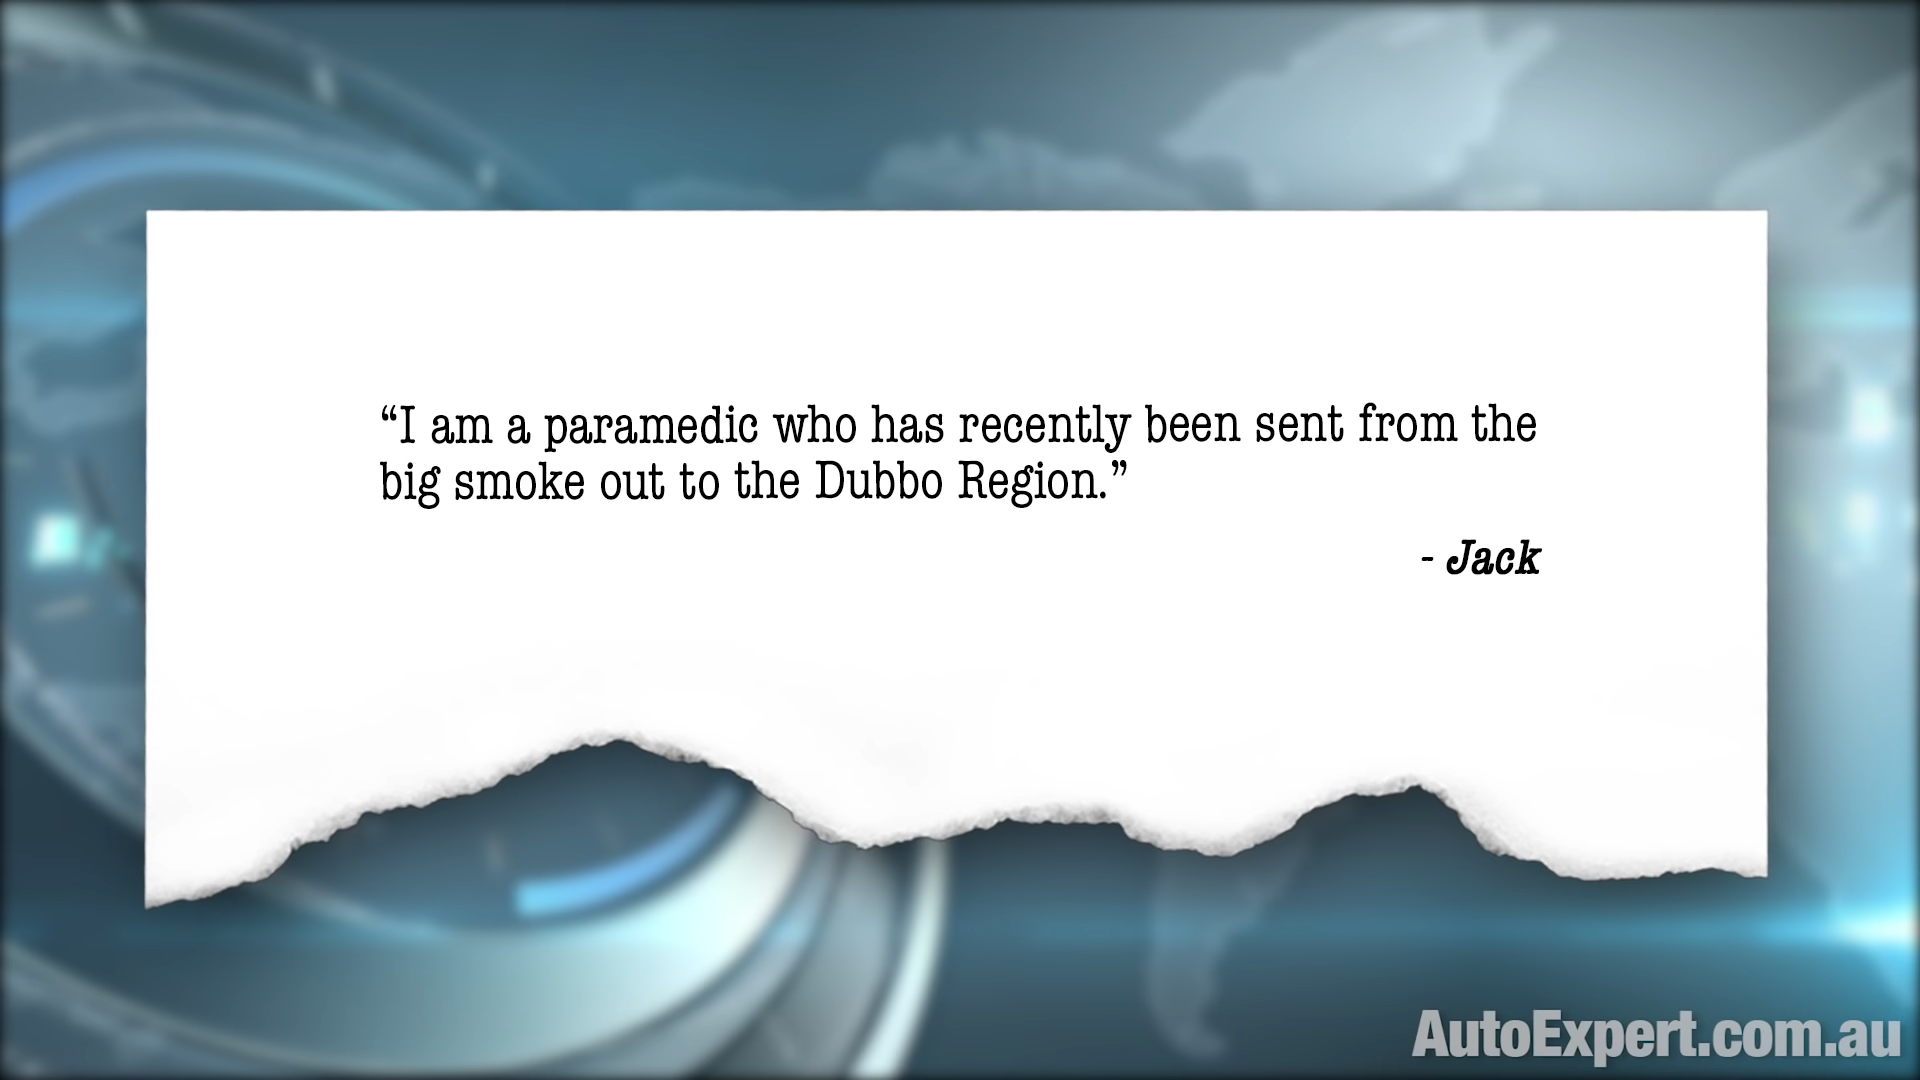 “I am a paramedic who has recently been sent from the
big smoke out to the Dubbo Region.”
- Jack
AutoExpert.com.au